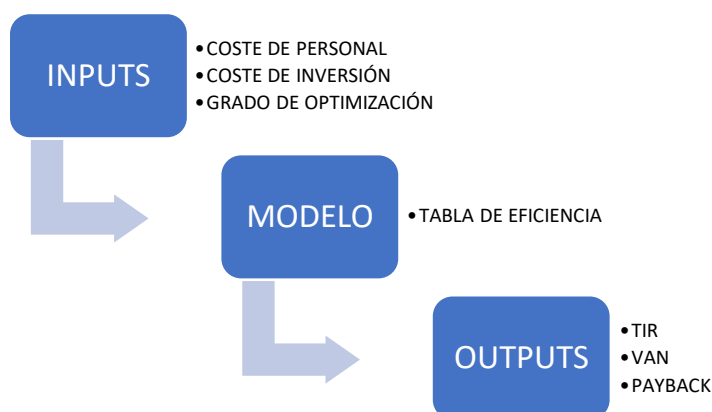 INPUTS
•COSTE DE PERSONAL
•COSTE DE INVERSIÓN
•GRADO DE OPTIMIZACIÓN
MODELO
•TABLA DE EFICIENCIA
OUTPUTS
•TIR
•VAN
•PAYBACK